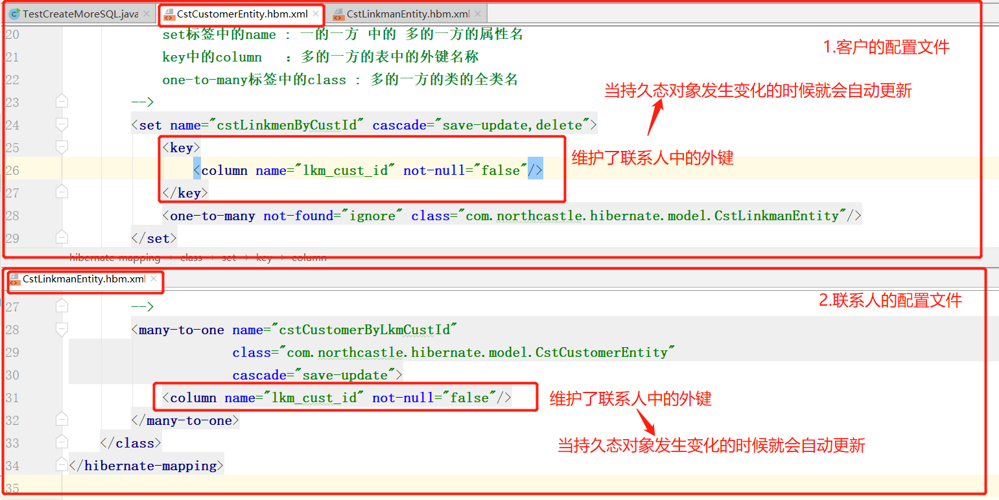 TestCreateMoreSQL.java × CstCustomerEntity.hbm.xml × CstLinkmanEntity.hbm.xml ×
20 set标签中的name : 一的一方 中的 多的一方的属性名
1.客户的配置文件
21 key中的column : 多的一方的表中的外键名称
22 one-to-many标签中的class : 多的一方的类的全类名
当持久态对象发生变化的时候就会自动更新
23 -->
24 <set name="cstLinkmenByCustId" cascade="save-update,delete">
25 <key>
维护了联系人中的外键
26 <column name="lkm_cust_id" not-null="false"/>
27 </key>
28 <one-to-many not-found="ignore" class="com.northcastle.hibernate.model.CstLinkmanEntity"/>
29 </set>
hibernate-mapping › class › set › key › column
CstLinkmanEntity.hbm.xml ×
2.联系人的配置文件
27 -->
28 <many-to-one name="cstCustomerByLkmCustId"
29 class="com.northcastle.hibernate.model.CstCustomerEntity"
30 cascade="save-update">
31 <column name="lkm_cust_id" not-null="false"/>
维护了联系人中的外键
32 </many-to-one>
33 </class>
当持久态对象发生变化的时候就会自动更新
34 </hibernate-mapping>
35